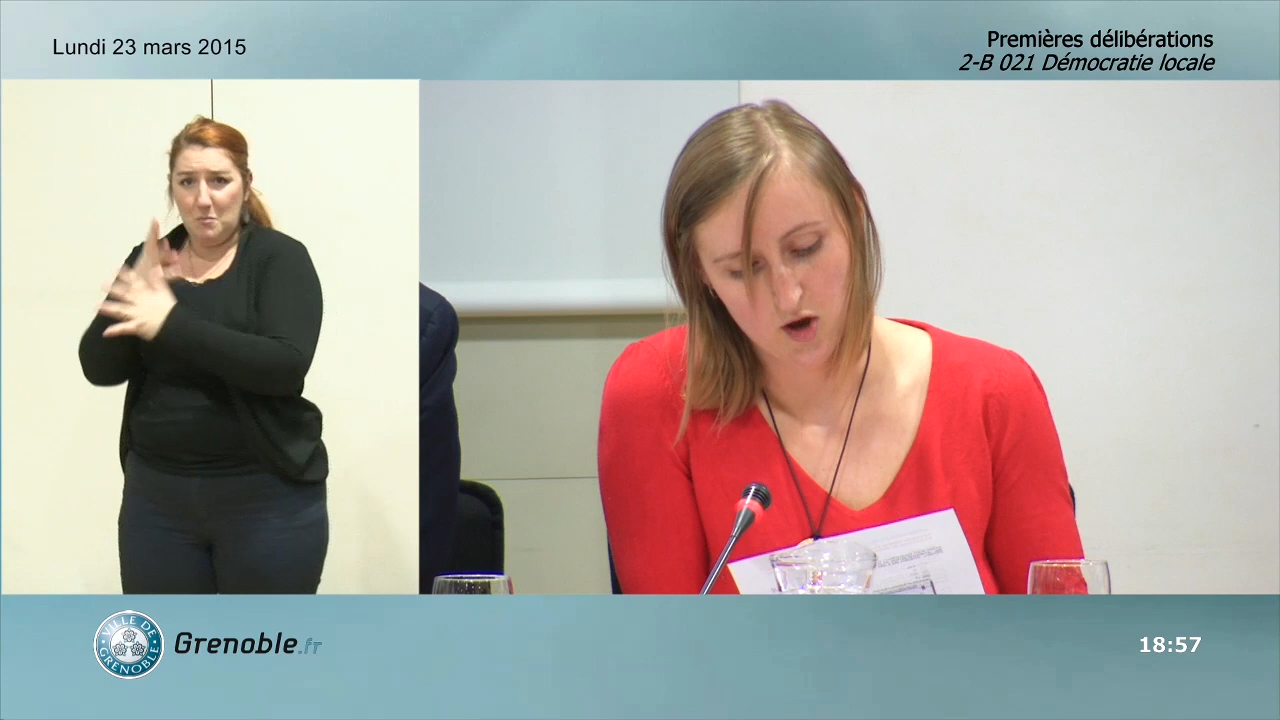 Lundi 23 mars 2015
Premières délibérations
2-B 021 Démocratie locale
VILLE DE GRENOBLE
Grenoble.fr
18:57